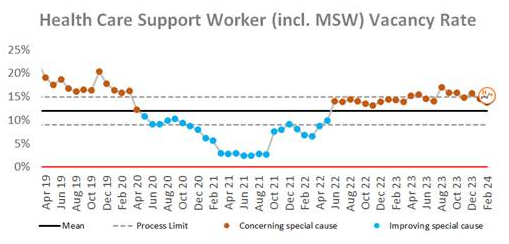 Health Care Support Worker (incl. MSW) Vacancy Rate
25%
20%
15%
10%
5%
0%
Apr 19
Jun 19
Aug 19
Oct 19
Dec 19
Feb 20
Apr 20
Jun 20
Aug 20
Oct 20
Dec 20
Feb 21
Apr 21
Jun 21
Aug 21
Oct 21
Dec 21
Feb 22
Apr 22
Jun 22
Aug 22
Oct 22
Dec 22
Feb 23
Apr 23
Jun 23
Aug 23
Oct 23
Dec 23
Feb 24
Mean Process Limit Concerning special cause Improving special cause